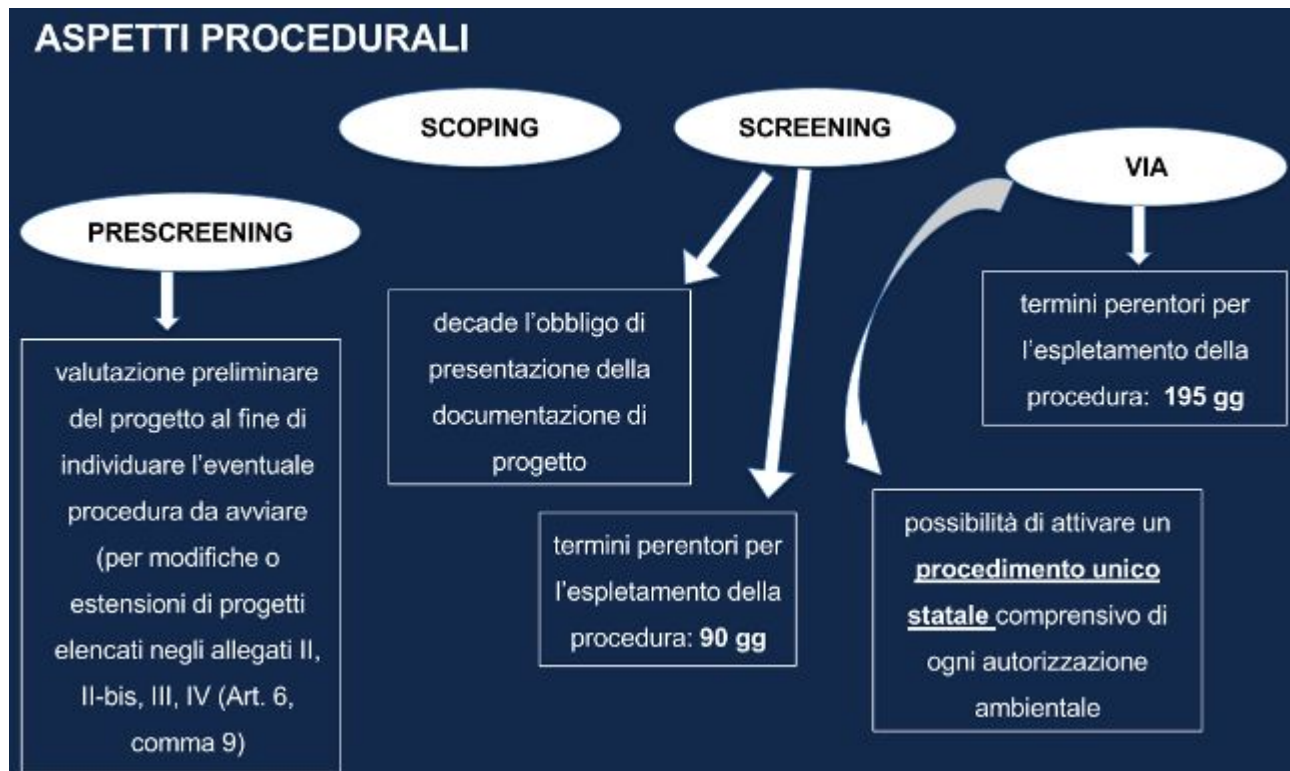 ASPETTI PROCEDURALI
SCOPING
SCREENING
VIA
PRESCREENING
valutazione preliminare
del progetto al fine di
individuare l'eventuale
procedura da avviare
(per modifiche o
estensioni di progetti
elencati negli allegati II,
II-bis, III, IV (Art. 6,
comma 9)
decade l'obbligo di
presentazione della
documentazione di
progetto
termini perentori per
l'espletamento della
procedura: 90 gg
termini perentori per
l'espletamento della
procedura: 195 gg
possibilità di attivare un
procedimento unico
statale comprensivo di
ogni autorizzazione
ambientale